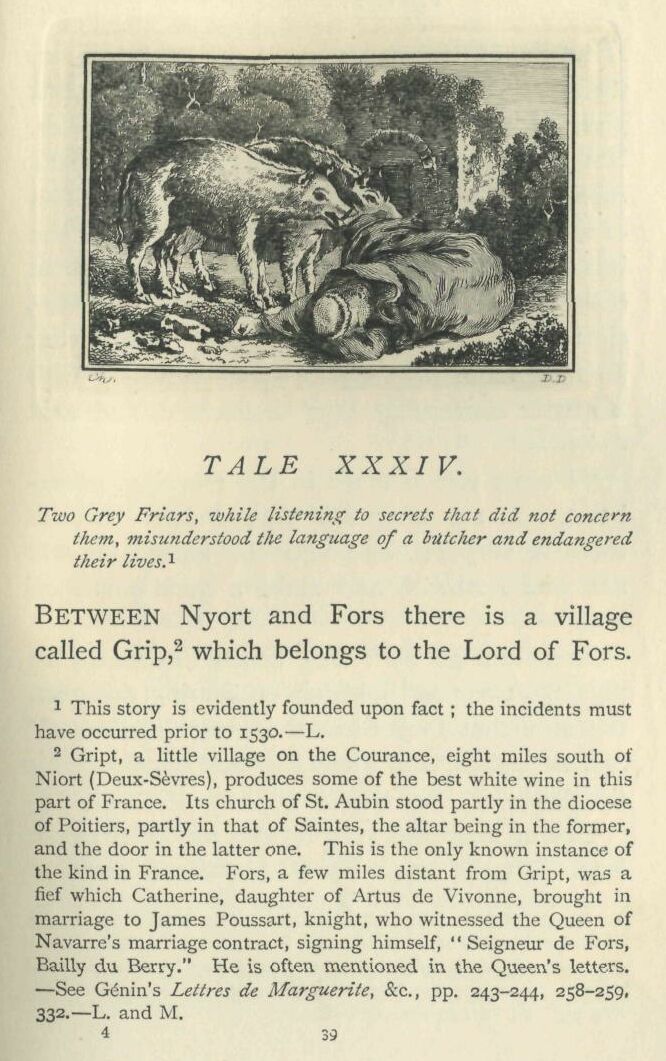 Ch.
D.D
TALE XXXIV.
Two Grey Friars, while listening to secrets that did not concern
them, misunderstood the language of a butcher and endangered
their lives.¹
BETWEEN Nyort and Fors there is a village
called Grip,² which belongs to the Lord of Fors.
¹ This story is evidently founded upon fact ; the incidents must
have occurred prior to 1530.—L.
² Gript, a little village on the Courance, eight miles south of
Niort (Deux-Sèvres), produces some of the best white wine in this
part of France. Its church of St. Aubin stood partly in the diocese
of Poitiers, partly in that of Saintes, the altar being in the former,
and the door in the latter one. This is the only known instance of
the kind in France. Fors, a few miles distant from Gript, was a
fief which Catherine, daughter of Artus de Vivonne, brought in
marriage to James Poussart, knight, who witnessed the Queen of
Navarre's marriage contract, signing himself, "Seigneur de Fors,
Bailly du Berry." He is often mentioned in the Queen's letters.
—See Génin's Lettres de Marguerite, &c., pp. 243–244, 258–259,
332.—L. and M.
4 39